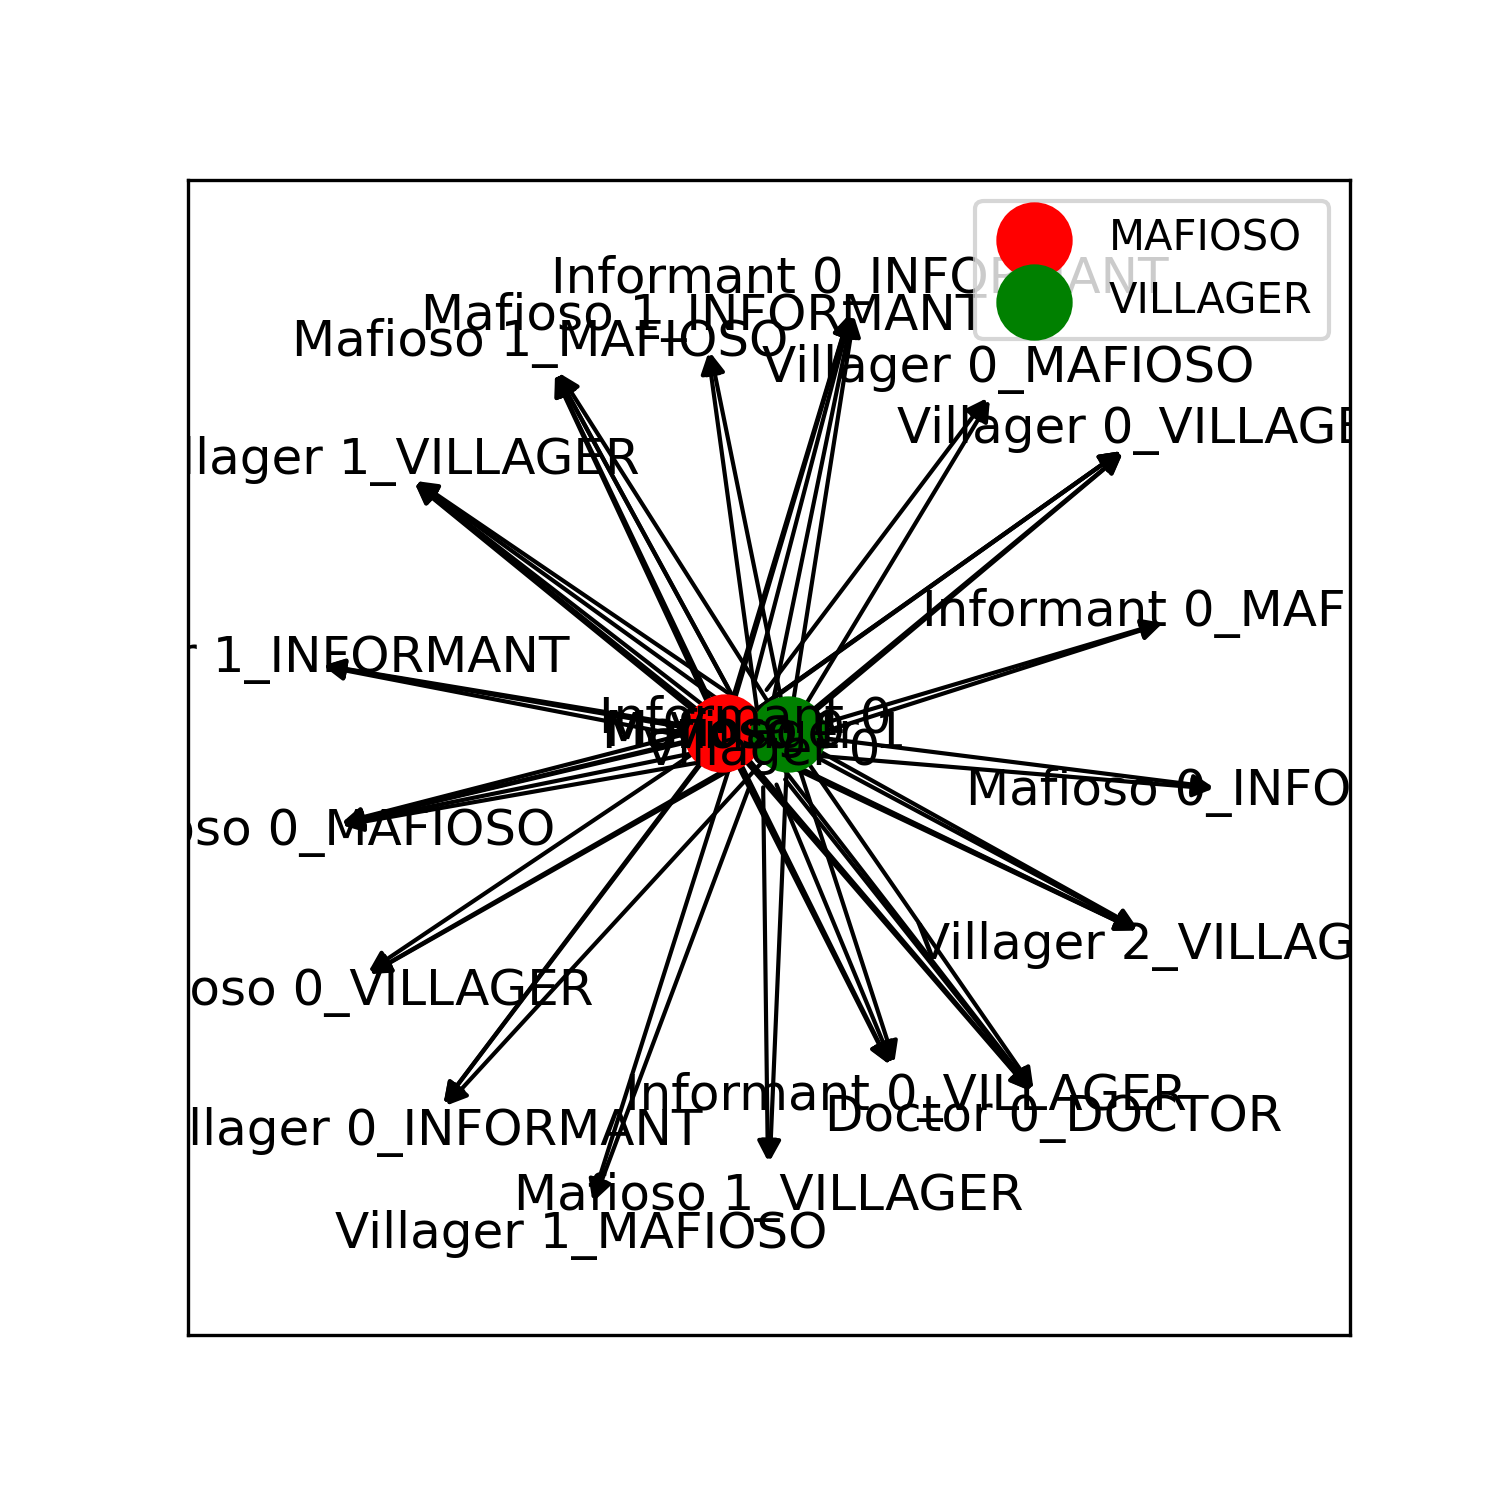 MAFIOSO
VILLAGER
Informant 0_INFORMANT
Mafioso 1_INFORMANT
Mafioso 1_MAFIOSO
Villager 0_MAFIOSO
Villager 0_VILLAGE
llager 1_VILLAGER
Informant 0_MAF
r 1_INFORMANT
Informant 0
Villager 0
Mafioso 0_INFO
oso 0_MAFIOSO
Villager 2_VILLAG
oso 0_VILLAGER
Informant 0_VILLAGER
Doctor 0_DOCTOR
llager 0_INFORMANT
Mafioso 1_VILLAGER
Villager 1_MAFIOSO